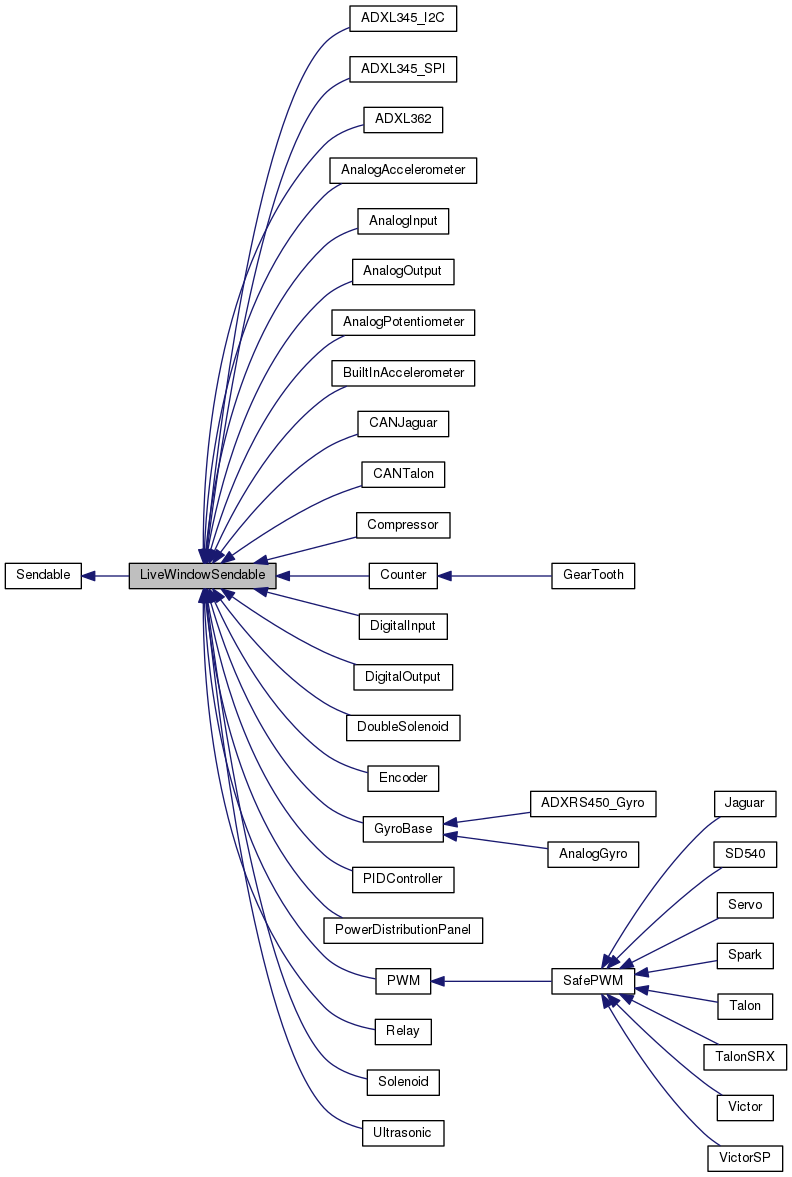 ADXL345_I2C
ADXL345_SPI
ADXL362
AnalogAccelerometer
AnalogInput
AnalogOutput
AnalogPotentiometer
BuiltInAccelerometer
CANJaguar
CANTalon
Compressor
Sendable
LiveWindowSendable
Counter
GearTooth
DigitalInput
DigitalOutput
DoubleSolenoid
Encoder
GyroBase
ADXRS450_Gyro
AnalogGyro
PIDController
PowerDistributionPanel
PWM
SafePWM
Jaguar
SD540
Servo
Spark
Talon
TalonSRX
Victor
VictorSP
Relay
Solenoid
Ultrasonic